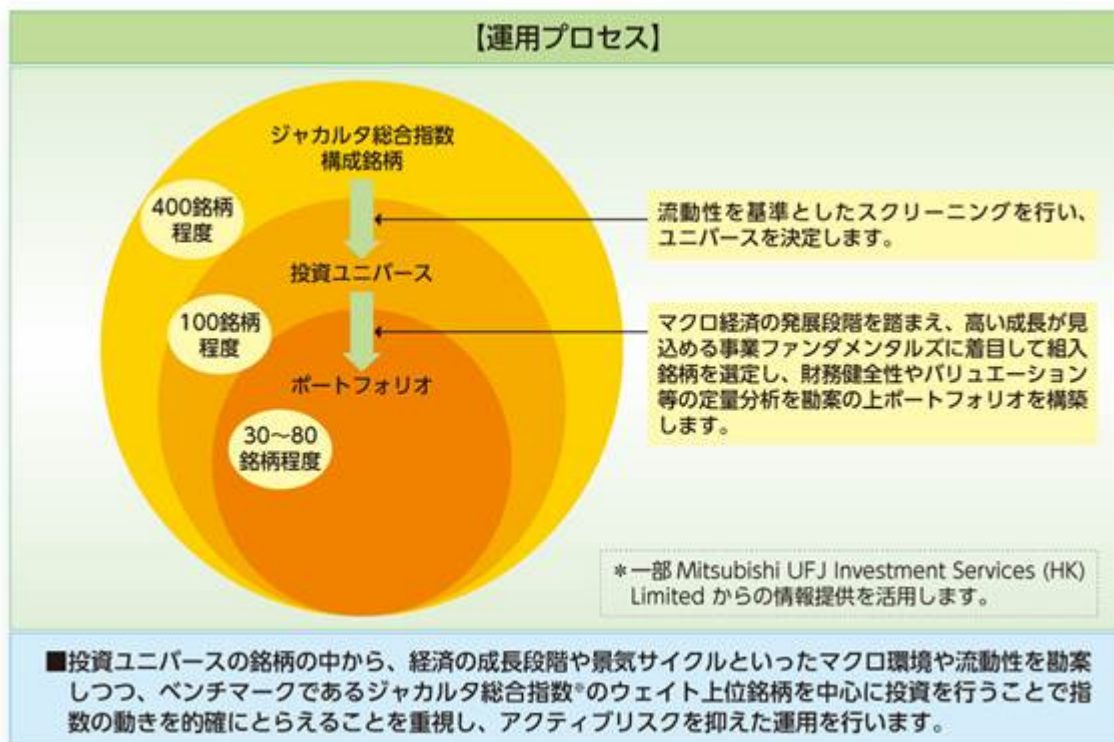 【運用プロセス】
ジャカルタ総合指数
構成銘柄
400銘柄
程度
流動性を基準としたスクリーニングを行い、
ユニバースを決定します。
投資ユニバース
100銘柄
程度
マクロ経済の発展段階を踏まえ、高い成長が見
込める事業ファンダメンタルズに着目して組入
銘柄を選定し、財務健全性やバリュエーション
等の定量分析を勘案の上ポートフォリオを構築
します。
ポートフォリオ
30〜80
銘柄程度
＊一部 Mitsubishi UFJ Investment Services (HK)
Limited からの情報提供を活用します。
■投資ユニバースの銘柄の中から、経済の成長段階や景気サイクルといったマクロ環境や流動性を勘案
しつつ、ベンチマークであるジャカルタ総合指数※のウェイト上位銘柄を中心に投資を行うことで指
数の動きを的確にとらえることを重視し、アクティブリスクを抑えた運用を行います。